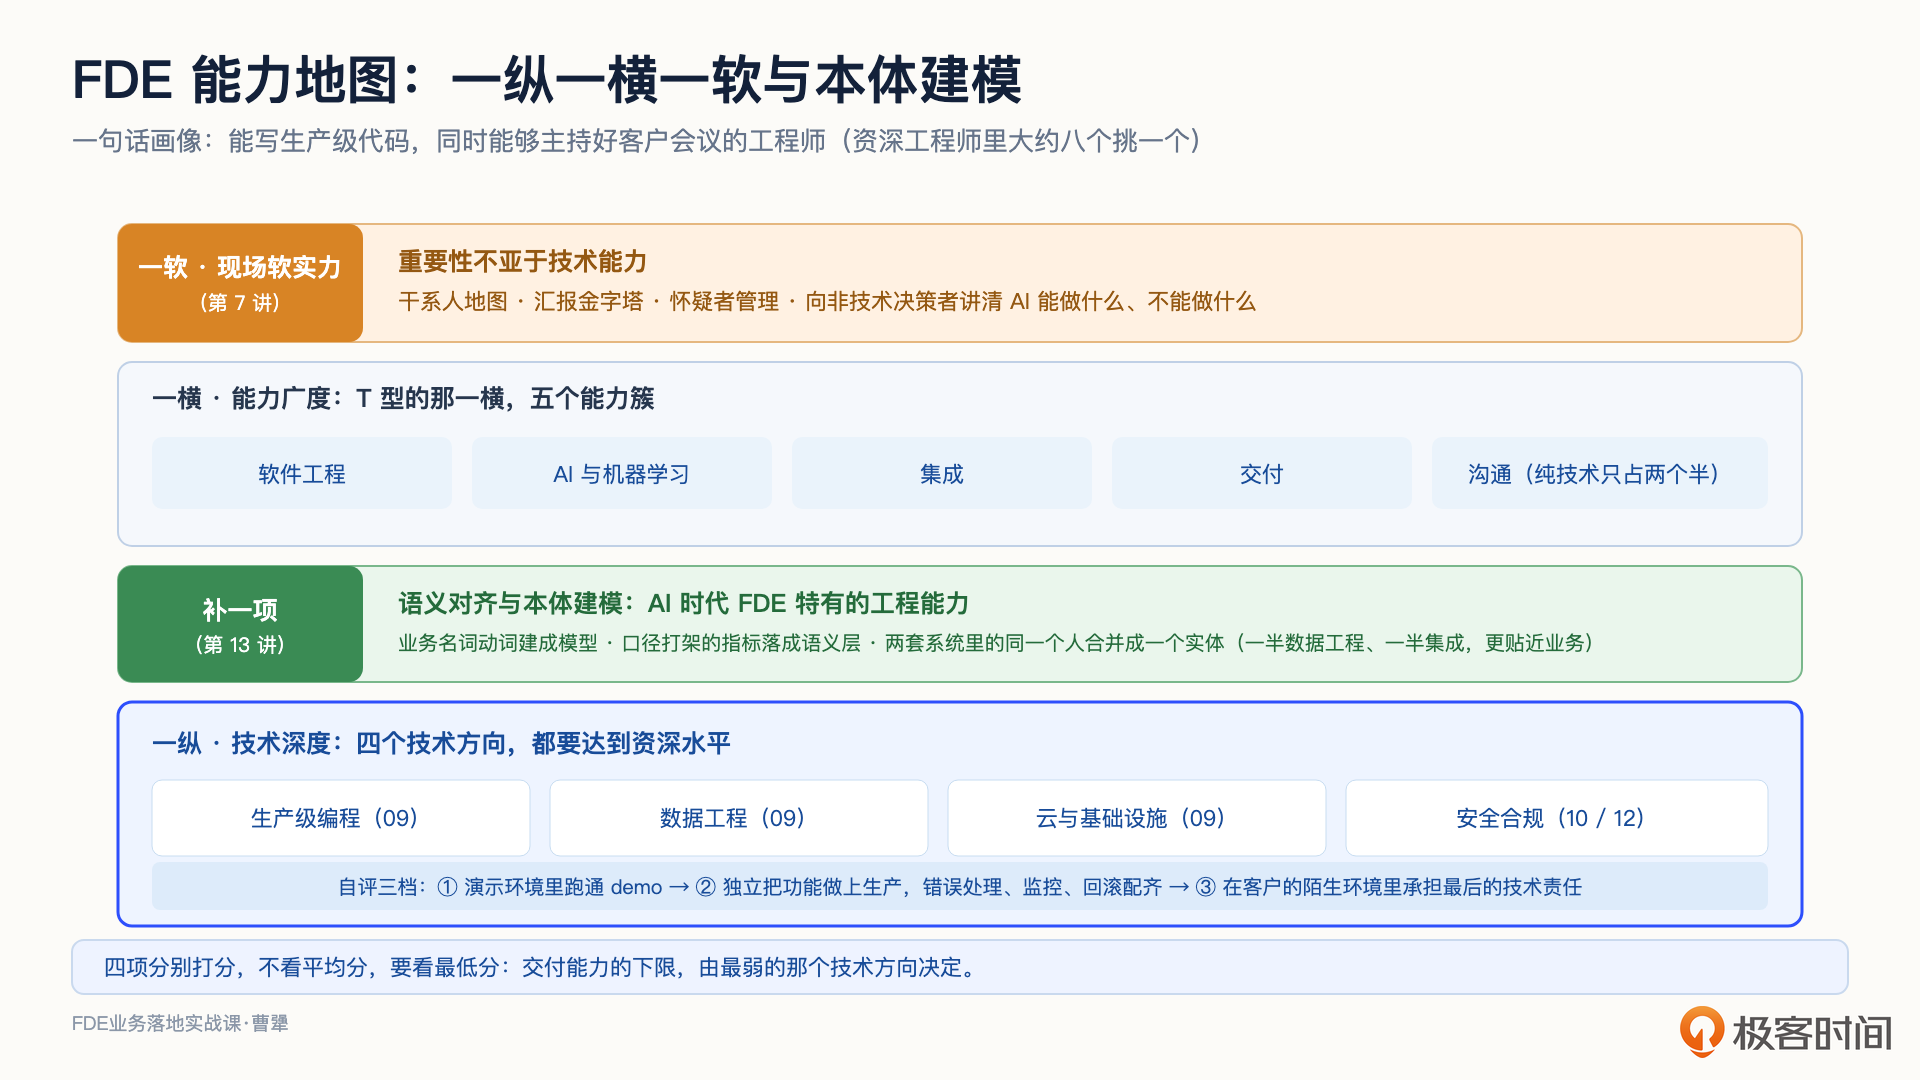 FDE 能力地图：一纵一横一软与本体建模
一句话画像：能写生产级代码，同时能够主持好客户会议的工程师（资深工程师里大约八个挑一个）
一软 · 现场软实力
（第 7 讲）
重要性不亚于技术能力
干系人地图 · 汇报金字塔 · 怀疑者管理 · 向非技术决策者讲清 AI 能做什么、不能做什么
一横 · 能力广度：T 型的那一横，五个能力簇
软件工程
AI 与机器学习
集成
交付
沟通（纯技术只占两个半）
补一项
（第 13 讲）
语义对齐与本体建模：AI 时代 FDE 特有的工程能力
业务名词动词建成模型 · 口径打架的指标落成语义层 · 两套系统里的同一个人合并成一个实体（一半数据工程、一半集成，更贴近业务）
一纵 · 技术深度：四个技术方向，都要达到资深水平
生产级编程（09）
数据工程（09）
云与基础设施（09）
安全合规（10 / 12）
自评三档：① 演示环境里跑通 demo → ② 独立把功能做上生产，错误处理、监控、回滚配齐 → ③ 在客户的陌生环境里承担最后的技术责任
四项分别打分，不看平均分，要看最低分：交付能力的下限，由最弱的那个技术方向决定。
FDE业务落地实战课·曹犟
极客时间